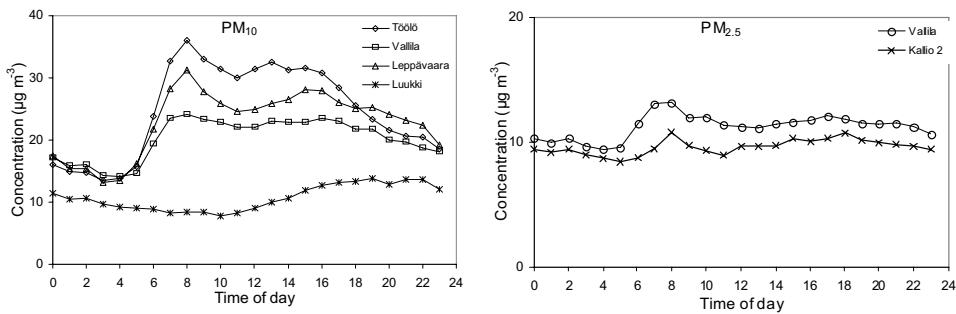 PM10
Töölö
Vallila
Leppävaara
Luukki
Concentration (µg m-3)
40
30
20
10
0
0 2 4 6 8 10 12 14 16 18 20 22 24
Time of day
PM2.5
Vallila
Kallio 2
Concentration (µg m-3)
20
10
0
0 2 4 6 8 10 12 14 16 18 20 22 24
Time of day